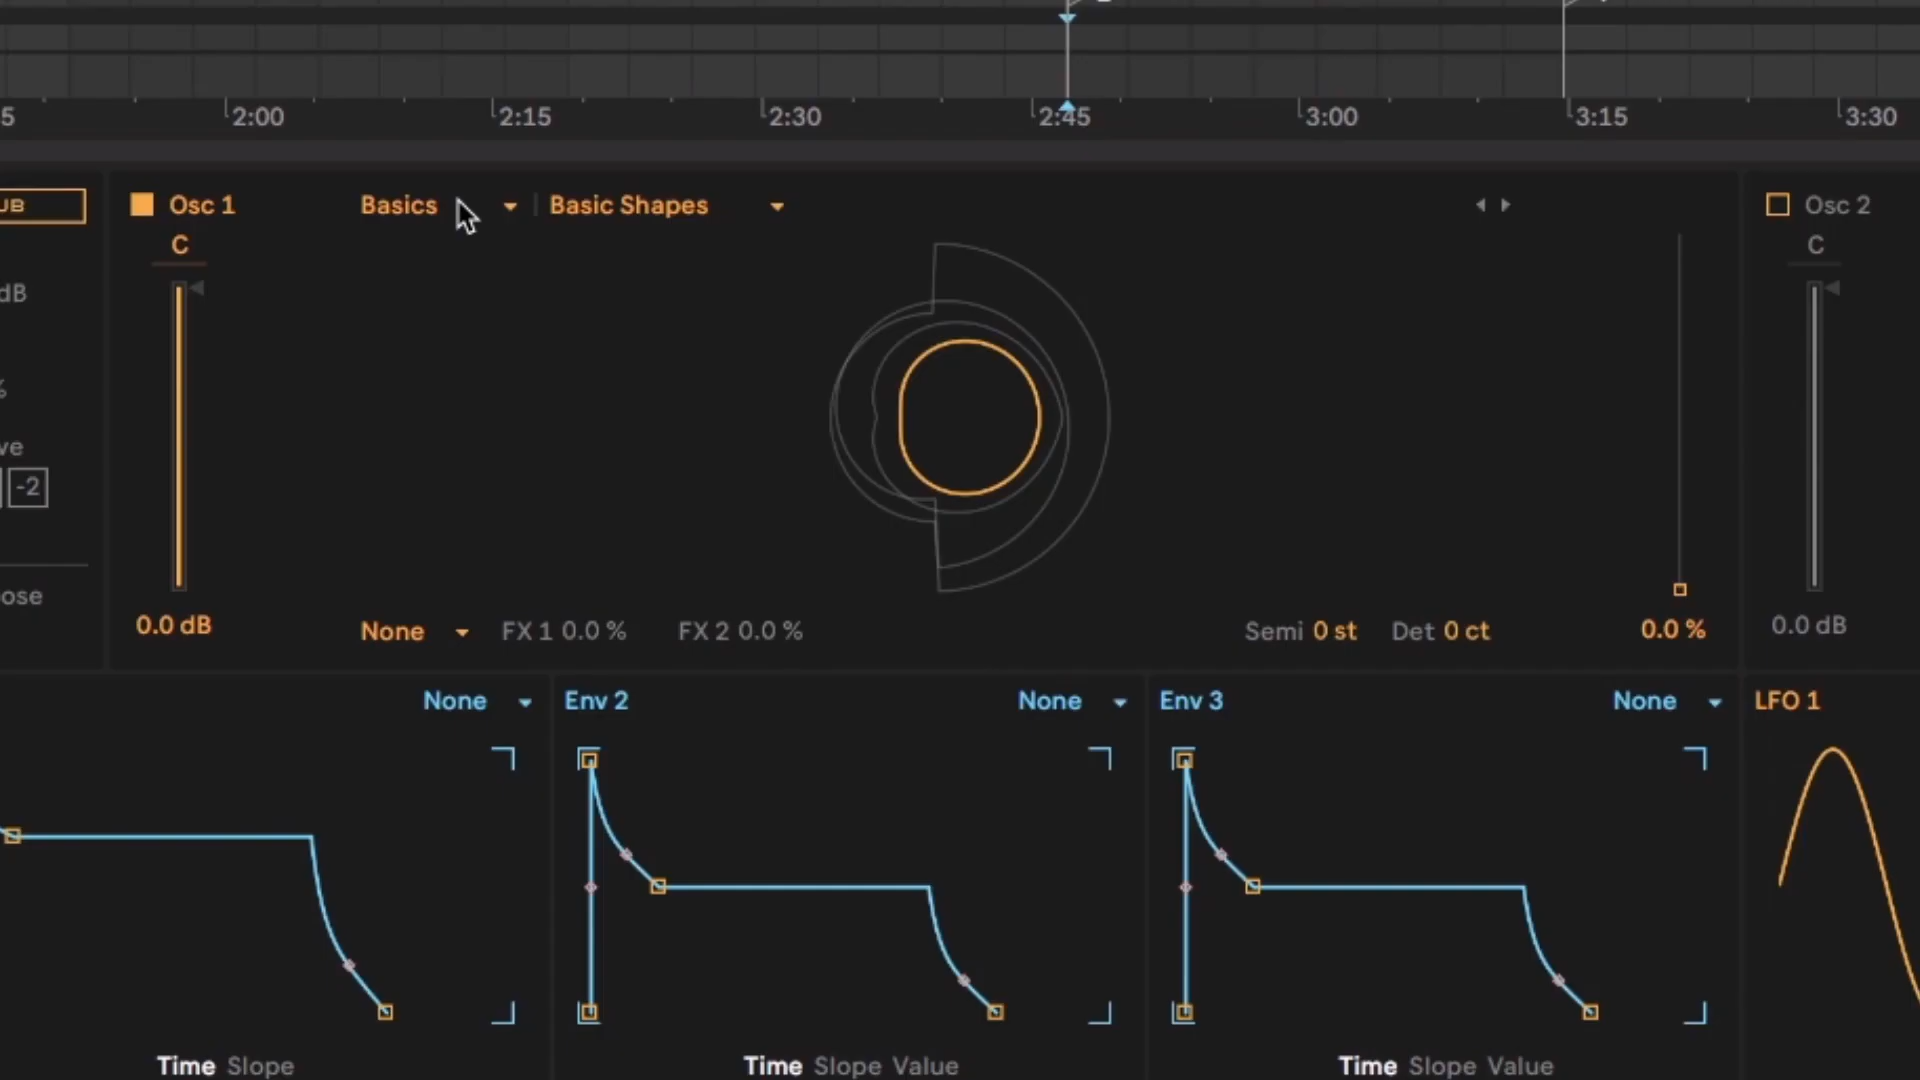 5 2:00 2:15 2:30 2:45 3:00 3:15 3:30
UB Osc 1 Basics Basic Shapes Osc 2
C C
dB
%
ve
-2
ose
0.0 dB None FX 1 0.0 % FX 2 0.0 % Semi 0 st Det 0 ct 0.0 % 0.0 dB
None Env 2 None Env 3 None LFO 1
Time Slope Time Slope Value Time Slope Value